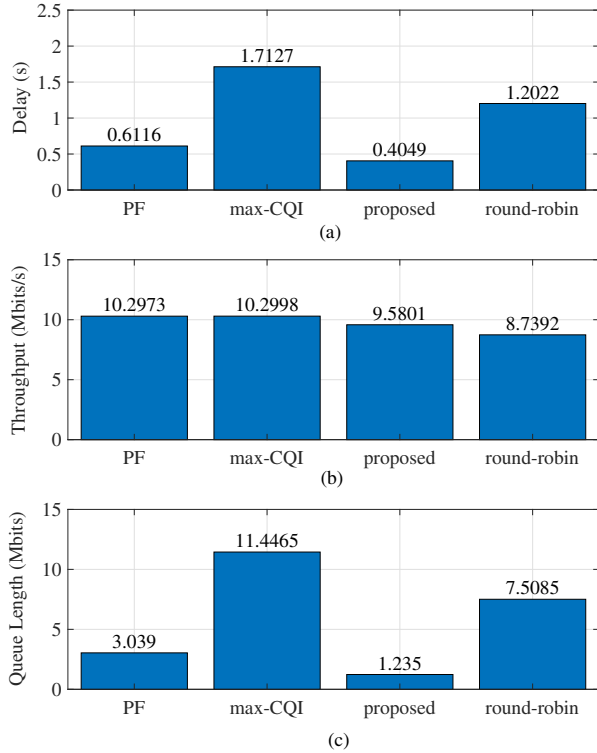 2.5
2
1.5
1
0.5
0
Delay (s)
0.6116
1.7127
0.4049
1.2022
PF
max-CQI
proposed
round-robin
(a)
15
10
5
0
Throughput (Mbits/s)
10.2973
10.2998
9.5801
8.7392
PF
max-CQI
proposed
round-robin
(b)
15
10
5
0
Queue Length (Mbits)
3.039
11.4465
1.235
7.5085
PF
max-CQI
proposed
round-robin
(c)